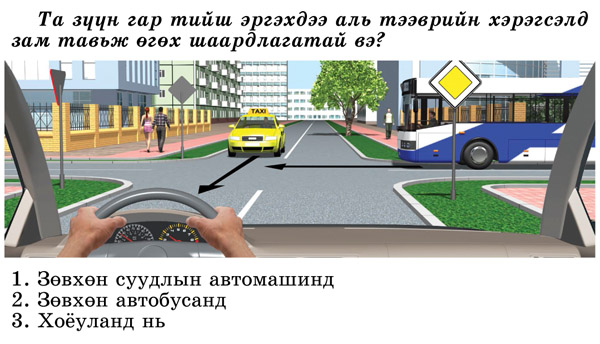 Та зүүн гар тийш эргэхдээ аль тээврийн хэрэгсэлд
зам тавьж өгөх шаардлагатай вэ?
TAXI
1. Зөвхөн суудлын автомашинд
2. Зөвхөн автобусанд
3. Хоёуланд нь